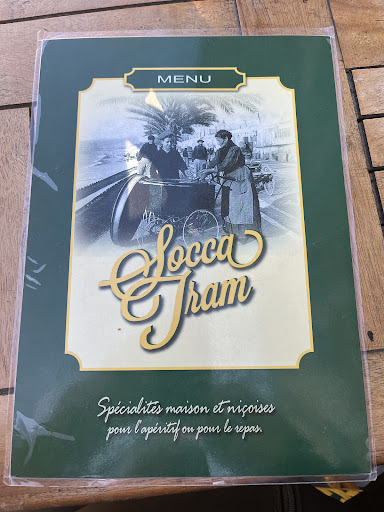 MENU
Socca
Tram
Spécialités maison et niçoises
pour l'apéritif ou pour le repas.